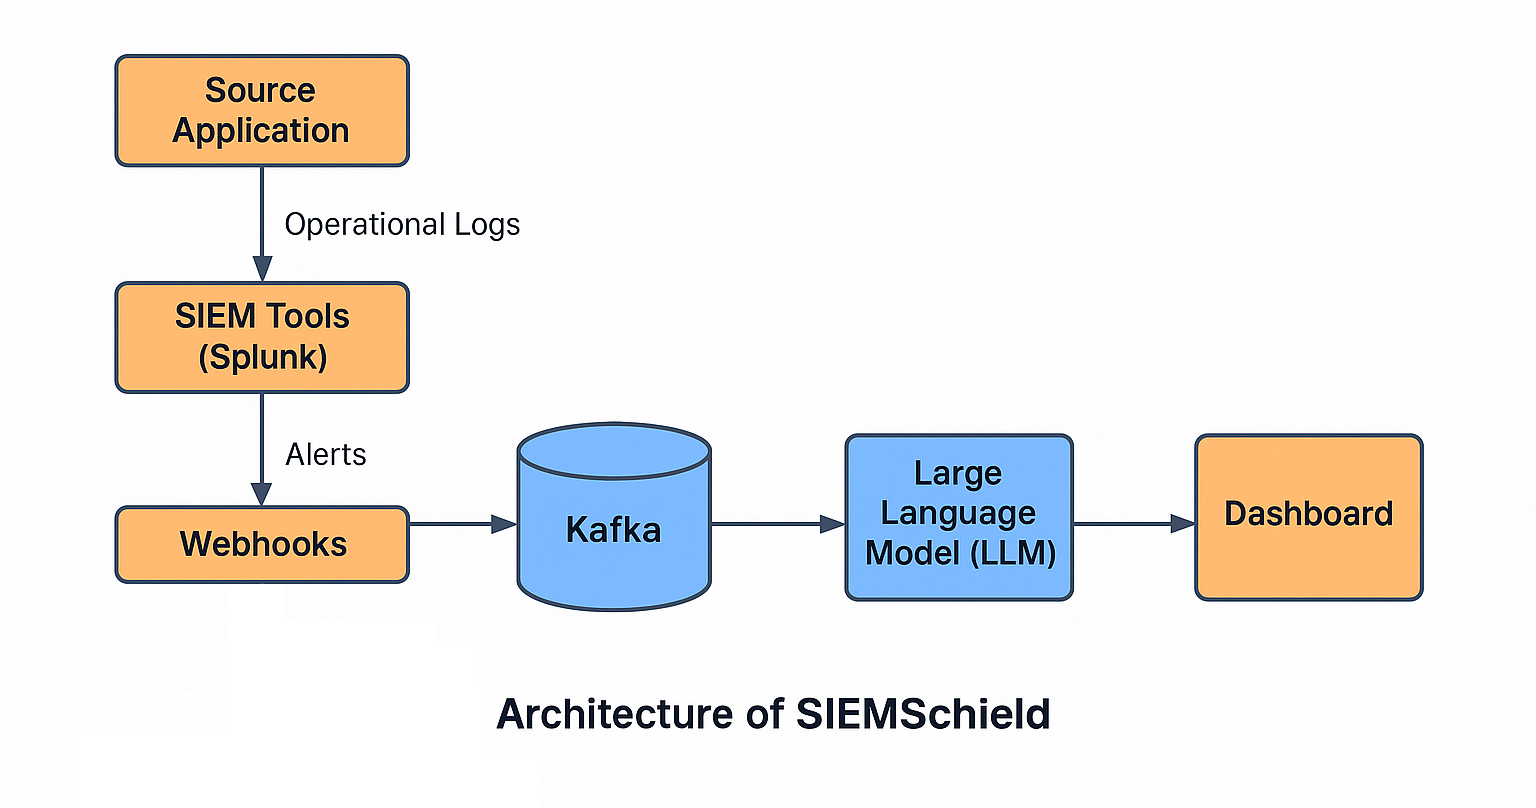 Source
Application
Operational Logs
SIEM Tools
(Splunk)
Alerts
Webhooks
Kafka
Large
Language
Model (LLM)
Dashboard
Architecture of SIEMSchield